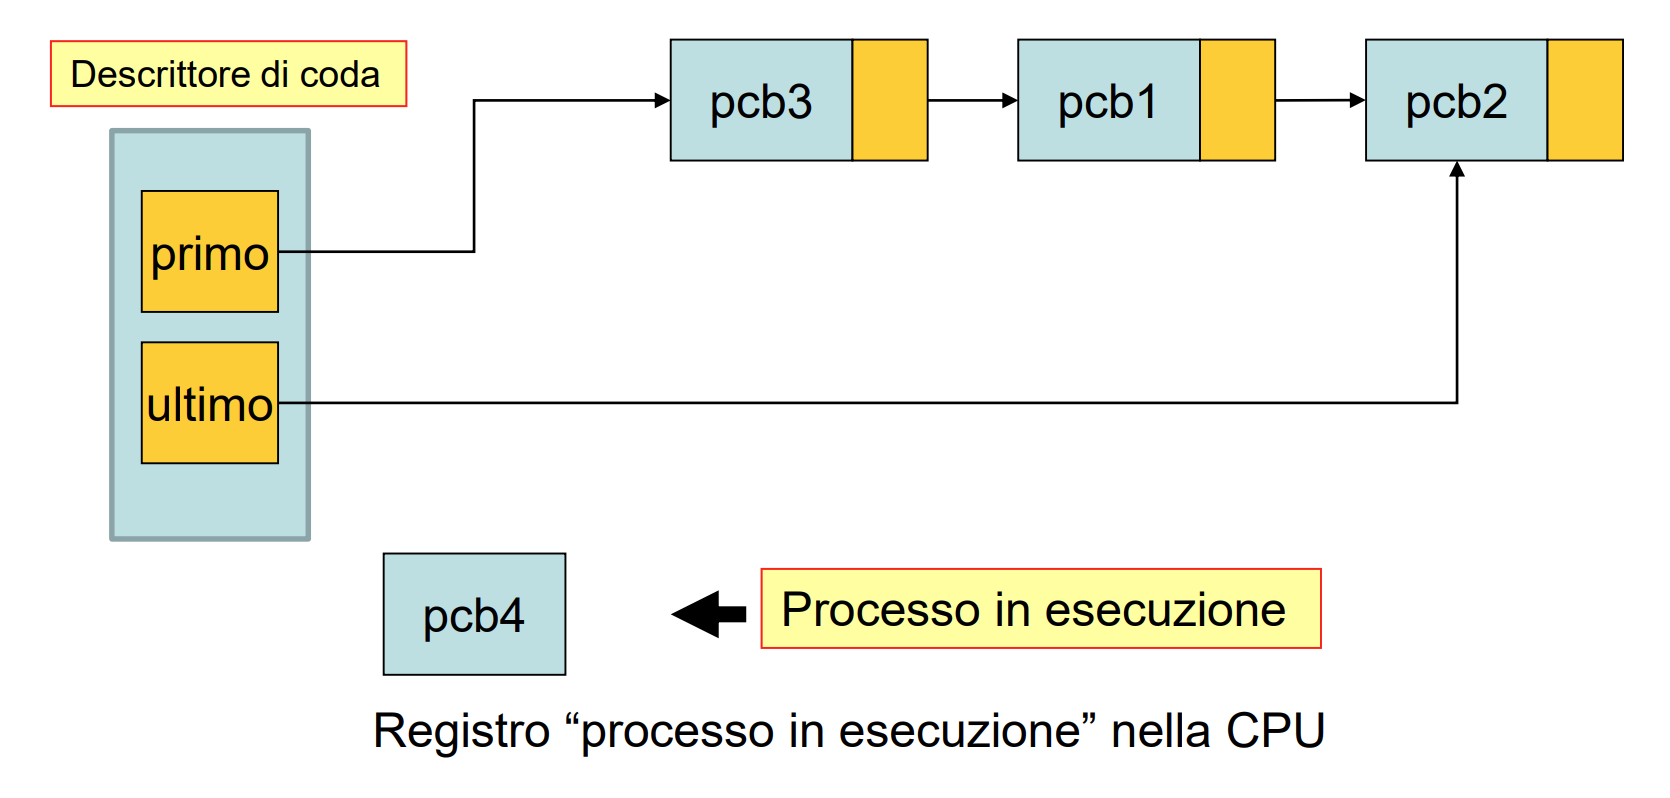 Descrittore di coda
pcb3
pcb1
pcb2
primo
ultimo
pcb4
Processo in esecuzione
Registro “processo in esecuzione” nella CPU